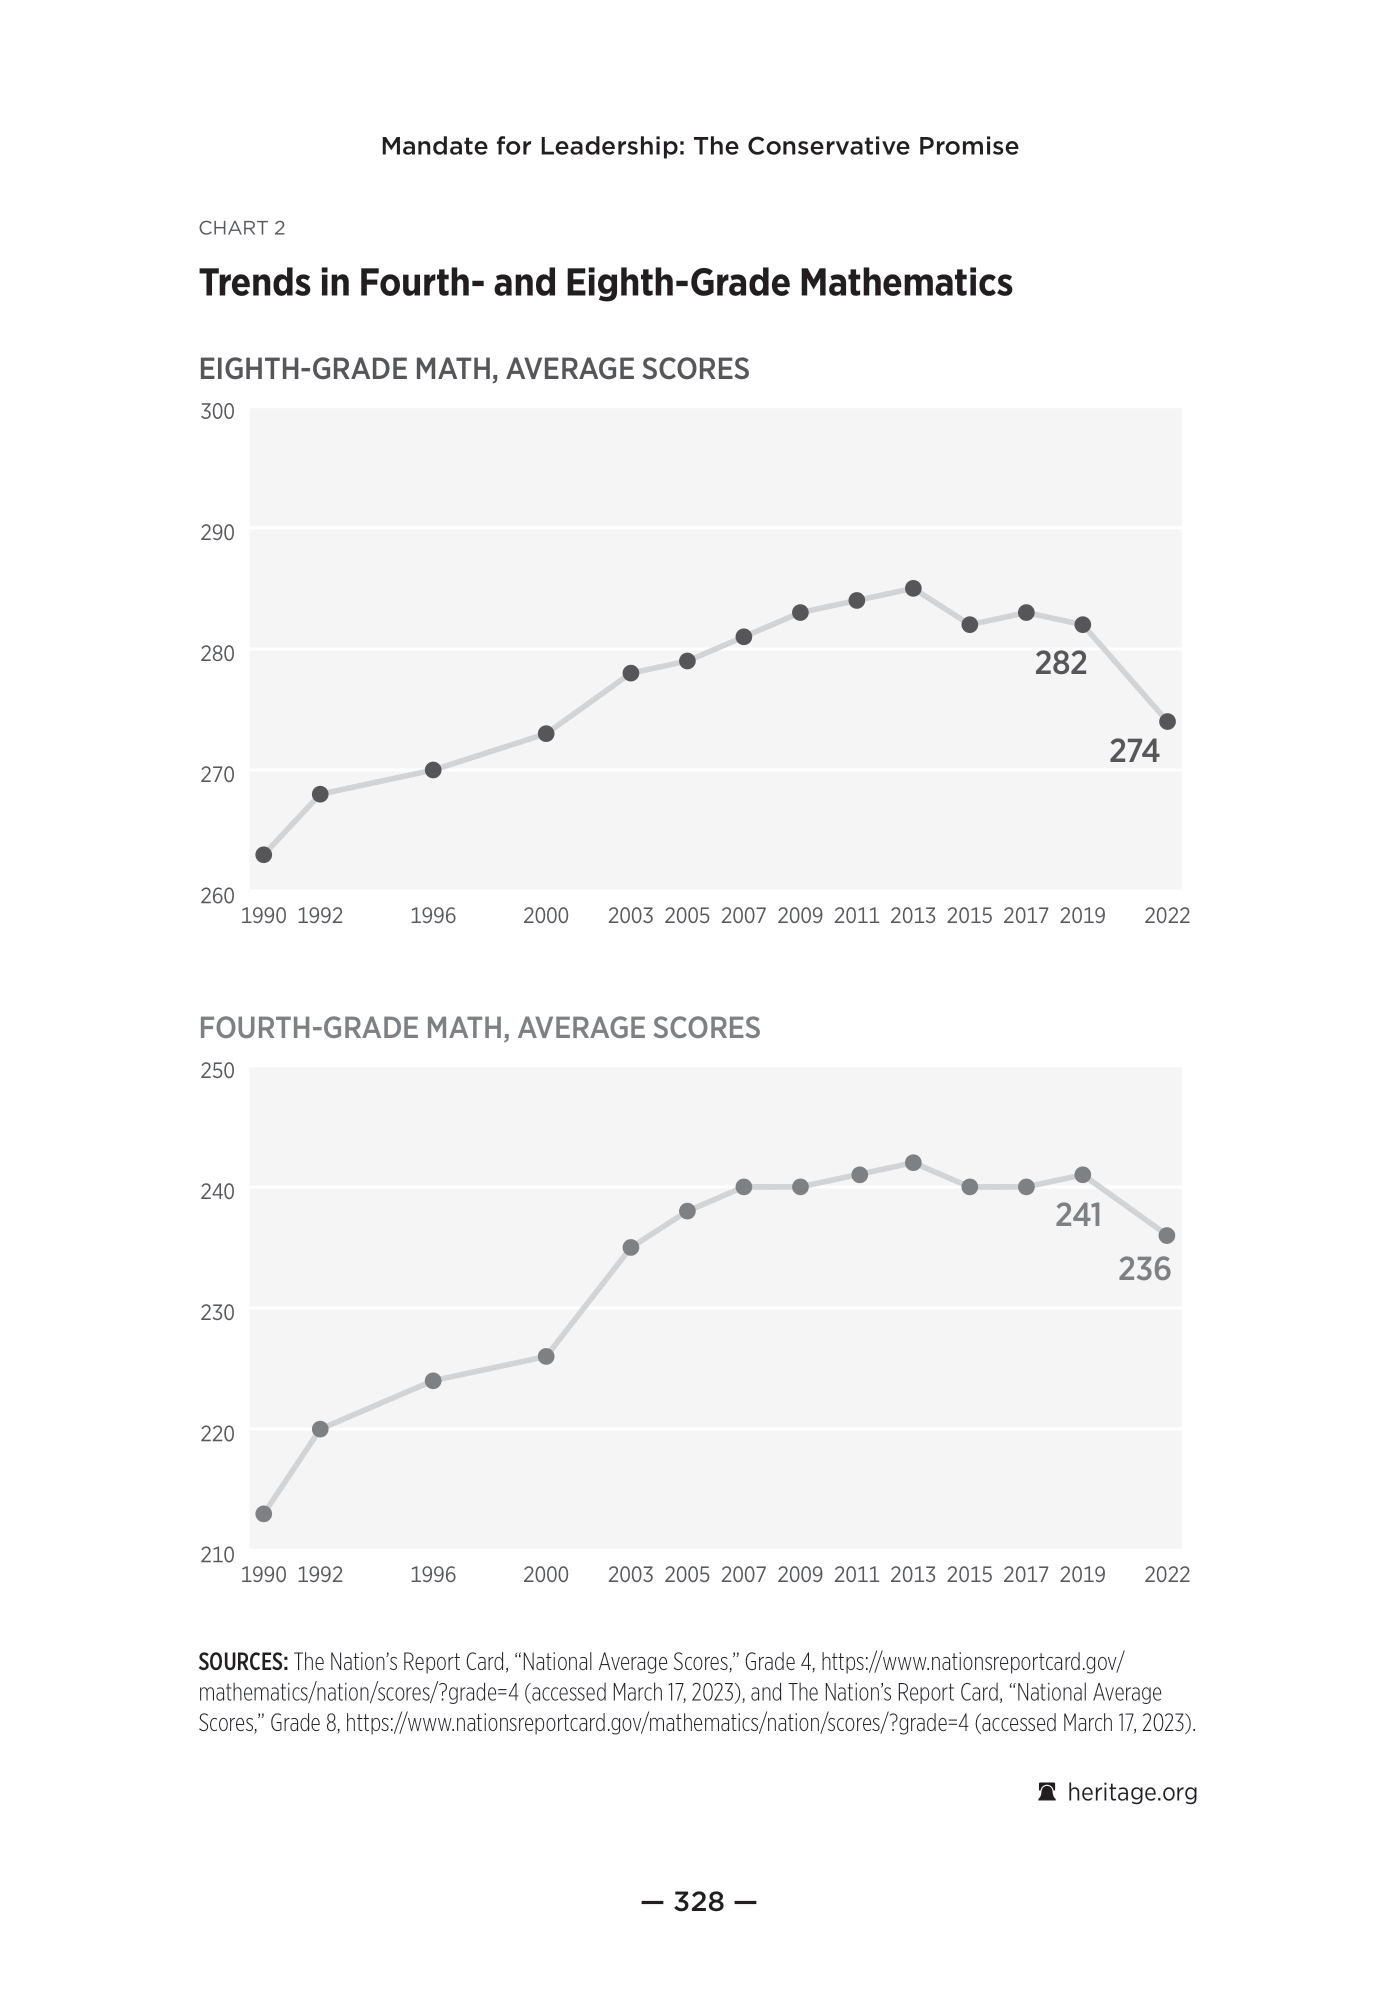 Mandate for Leadership: The Conservative Promise
CHART 2
Trends in Fourth- and Eighth-Grade Mathematics
EIGHTH-GRADE MATH, AVERAGE SCORES
300
290
280
282
274
270
260
1990 1992 1996 2000 2003 2005 2007 2009 2011 2013 2015 2017 2019 2022
FOURTH-GRADE MATH, AVERAGE SCORES
250
240
241
236
230
220
210
1990 1992 1996 2000 2003 2005 2007 2009 2011 2013 2015 2017 2019 2022
SOURCES: The Nation’s Report Card, “National Average Scores,” Grade 4, https://www.nationsreportcard.gov/
mathematics/nation/scores/?grade=4 (accessed March 17, 2023), and The Nation’s Report Card, “National Average
Scores,” Grade 8, https://www.nationsreportcard.gov/mathematics/nation/scores/?grade=4 (accessed March 17, 2023).
heritage.org
— 328 —